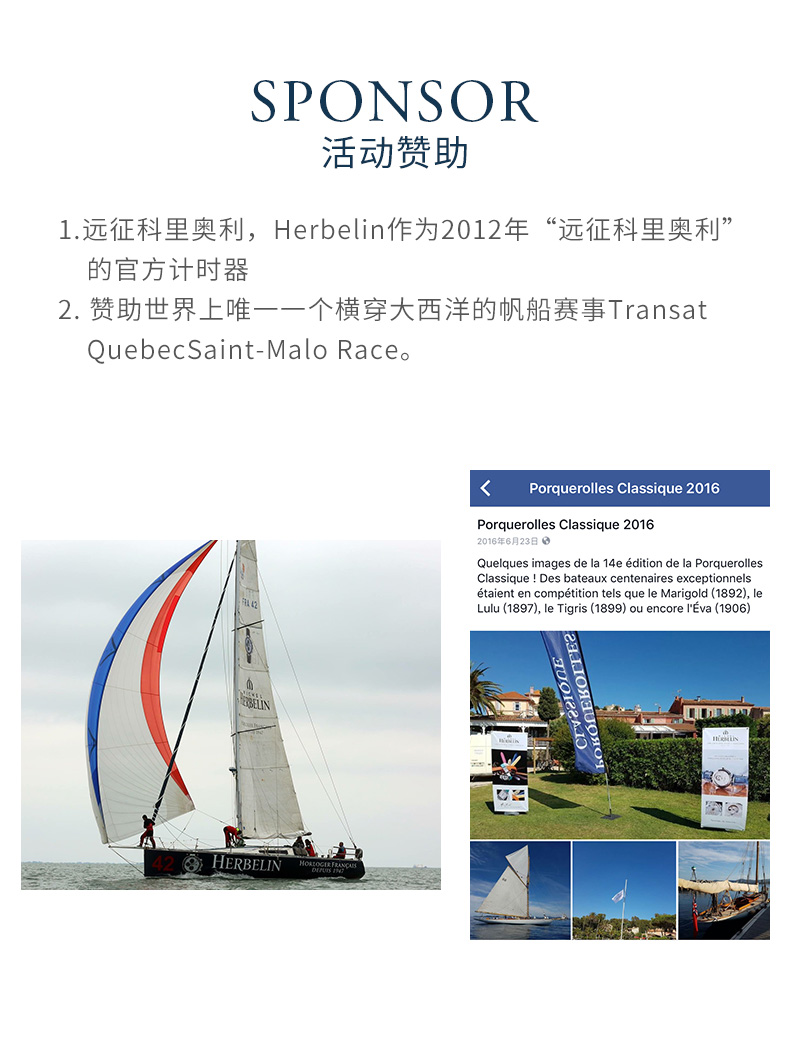 SPONSOR
活动赞助
1.远征科里奥利，Herbelin作为2012年“远征科里奥利”
的官方计时器
2. 赞助世界上唯一一个横穿大西洋的帆船赛事Transat
QuebecSaint-Malo Race。
FRA 42
MICHEL
HERBELIN
42
HERBELIN
HORLOGER FRANÇAIS
DEPUIS 1947
Porquerolles Classique 2016
Porquerolles Classique 2016
2016年6月23日
Quelques images de la 14e édition de la Porquerolles
Classique ! Des bateaux centenaires exceptionnels
étaient en compétition tels que le Marigold (1892), le
Lulu (1897), le Tigris (1899) ou encore l'Éva (1906)
PORQUEROLLES
CLASSIQUE
HERBELIN
HERBELIN